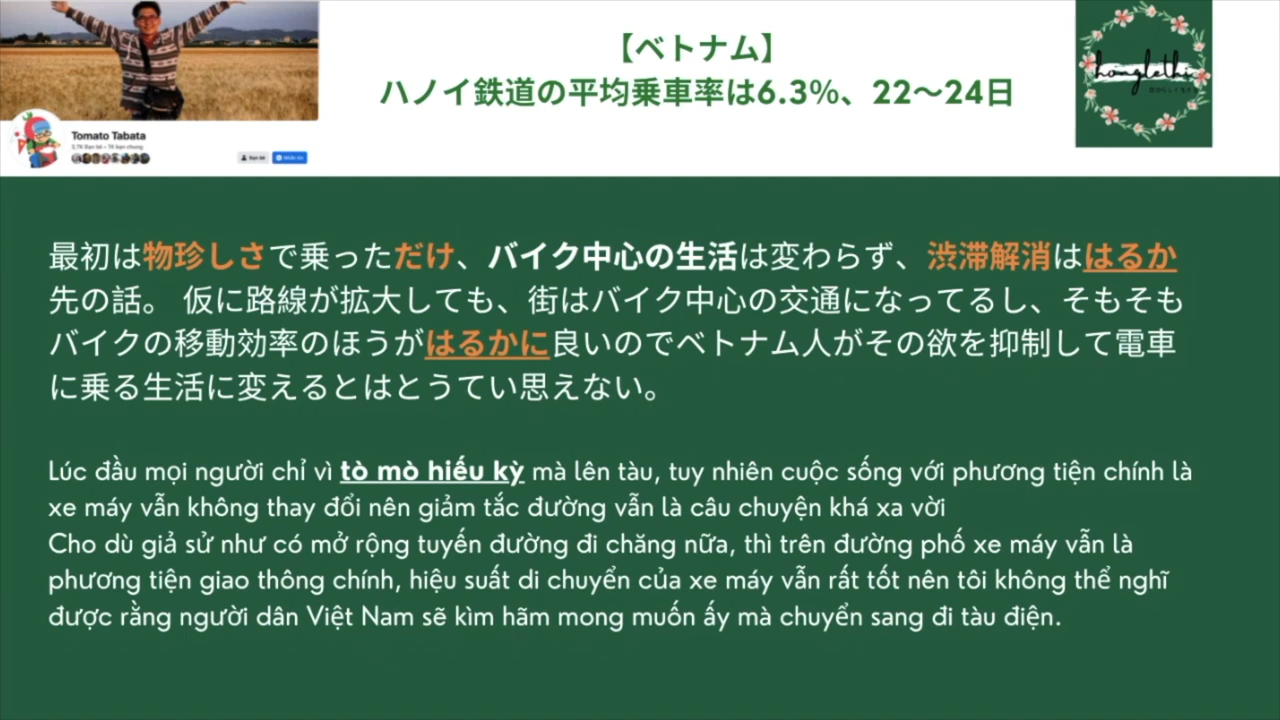 【ベトナム】
ハノイ鉄道の平均乗車率は6.3%、22〜24日
honglethi
Tomato Tabata
Bạn bè
Nhắn tin
最初は物珍しさで乗っただけ、バイク中心の生活は変わらず、渋滞解消ははるか
先の話。 仮に路線が拡大しても、街はバイク中心の交通になってるし、そもそも
バイクの移動効率のほうがはるかに良いのでベトナム人がその欲を抑制して電車
に乗る生活に変えるとはとうてい思えない。
Lúc đầu mọi người chỉ vì tò mò hiếu kỳ mà lên tàu, tuy nhiên cuộc sống với phương tiện chính là
xe máy vẫn không thay đổi nên giảm tắc đường vẫn là câu chuyện khá xa vời
Cho dù giả sử như có mở rộng tuyến đường đi chăng nữa, thì trên đường phố xe máy vẫn là
phương tiện giao thông chính, hiệu suất di chuyển của xe máy vẫn rất tốt nên tôi không thể nghĩ
được rằng người dân Việt Nam sẽ kìm hãm mong muốn ấy mà chuyển sang đi tàu điện.